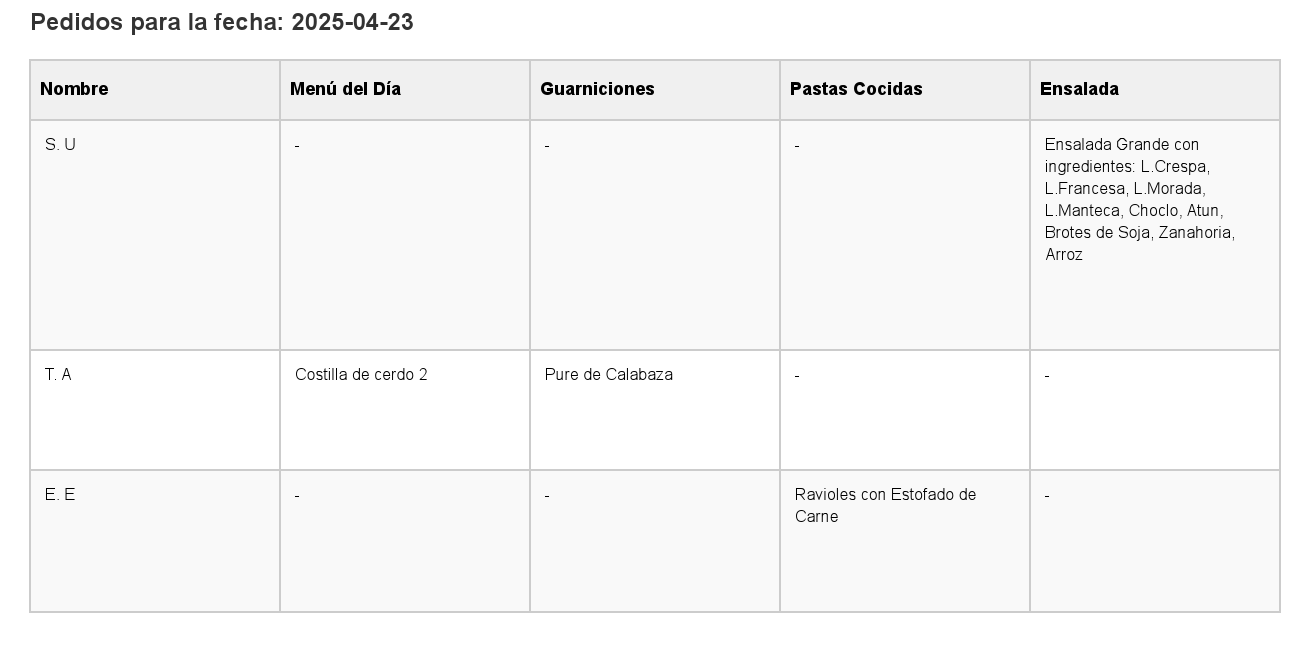 Pedidos para la fecha: 2025-04-23
Nombre Menú del Día Guarniciones Pastas Cocidas Ensalada
S. U - - - Ensalada Grande con
ingredientes: L.Crespa,
L.Francesa, L.Morada,
L.Manteca, Choclo, Atun,
Brotes de Soja, Zanahoria,
Arroz
T. A Costilla de cerdo 2 Pure de Calabaza - -
E. E - - Ravioles con Estofado de -
Carne